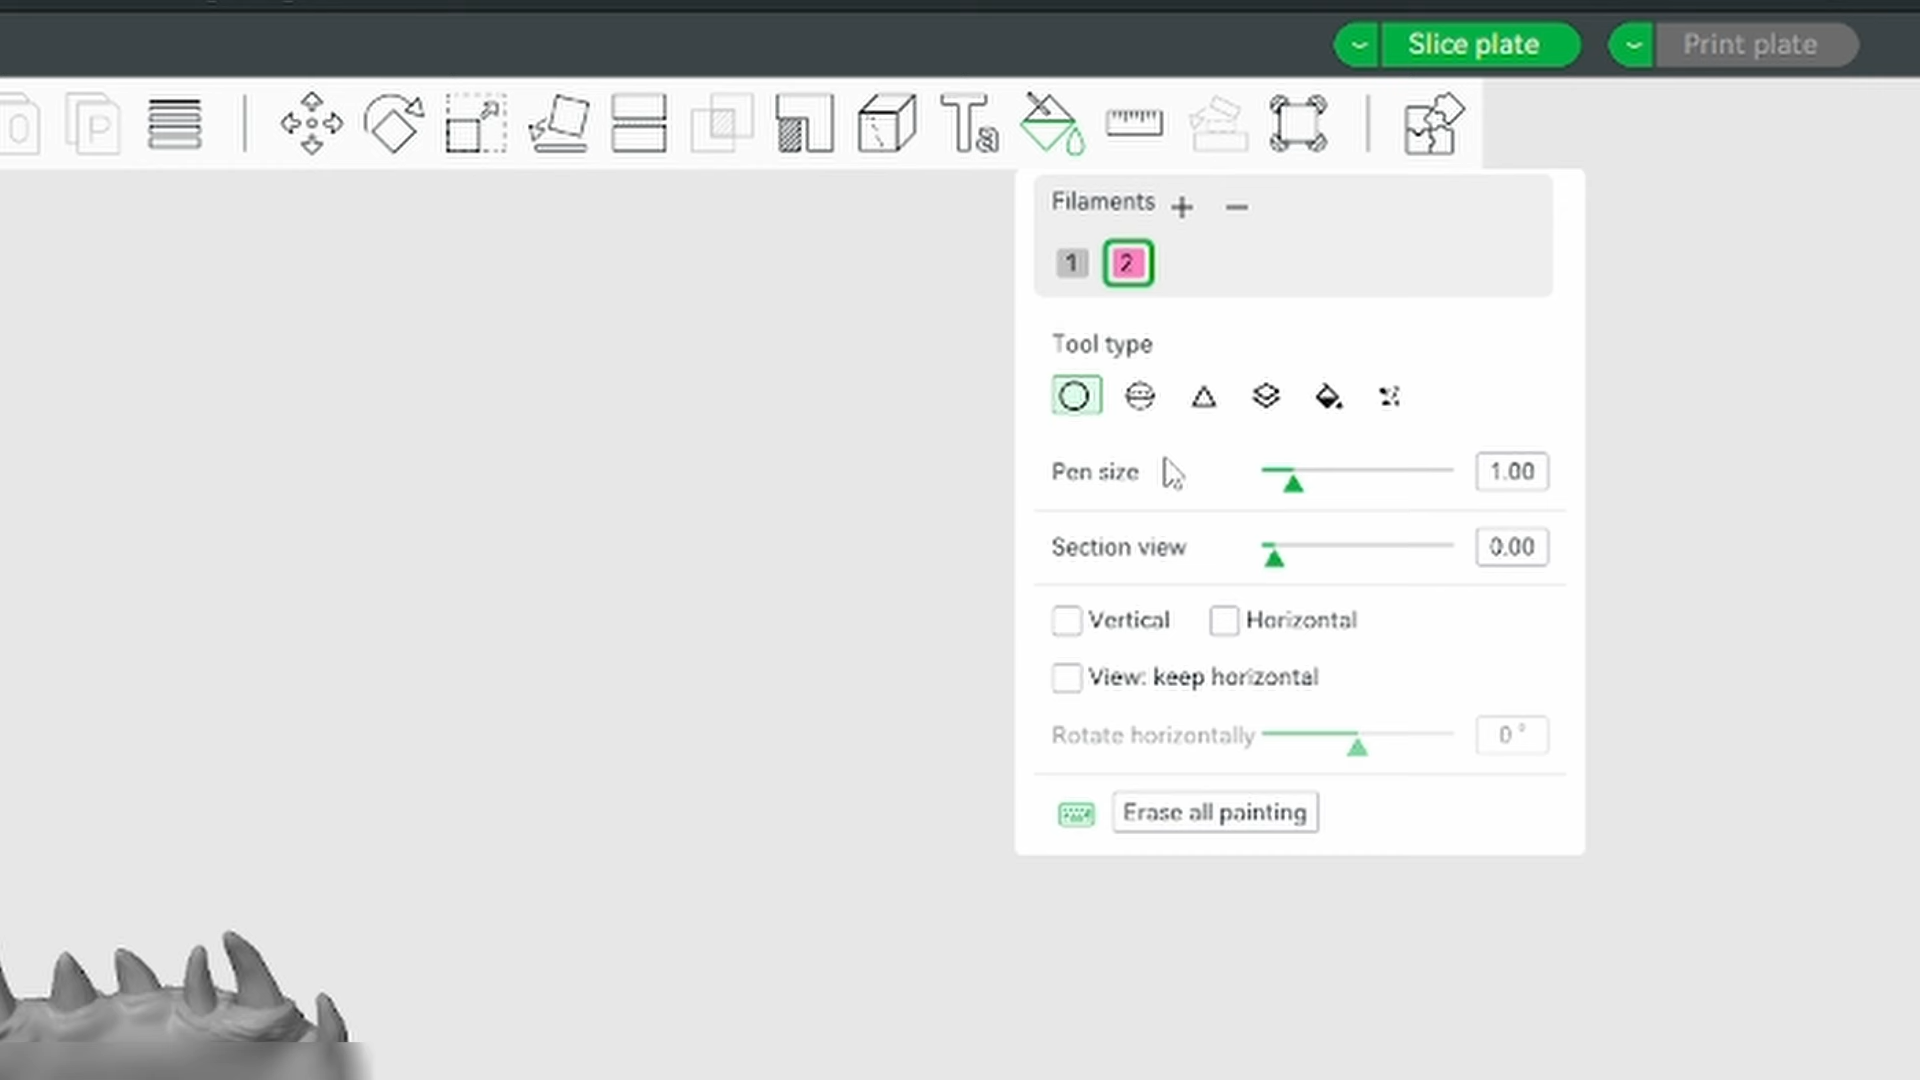 Slice plate
Print plate
Filaments
1 2
Tool type
Pen size 1.00
Section view 0.00
Vertical Horizontal
View: keep horizontal
Rotate horizontally 0°
Erase all painting